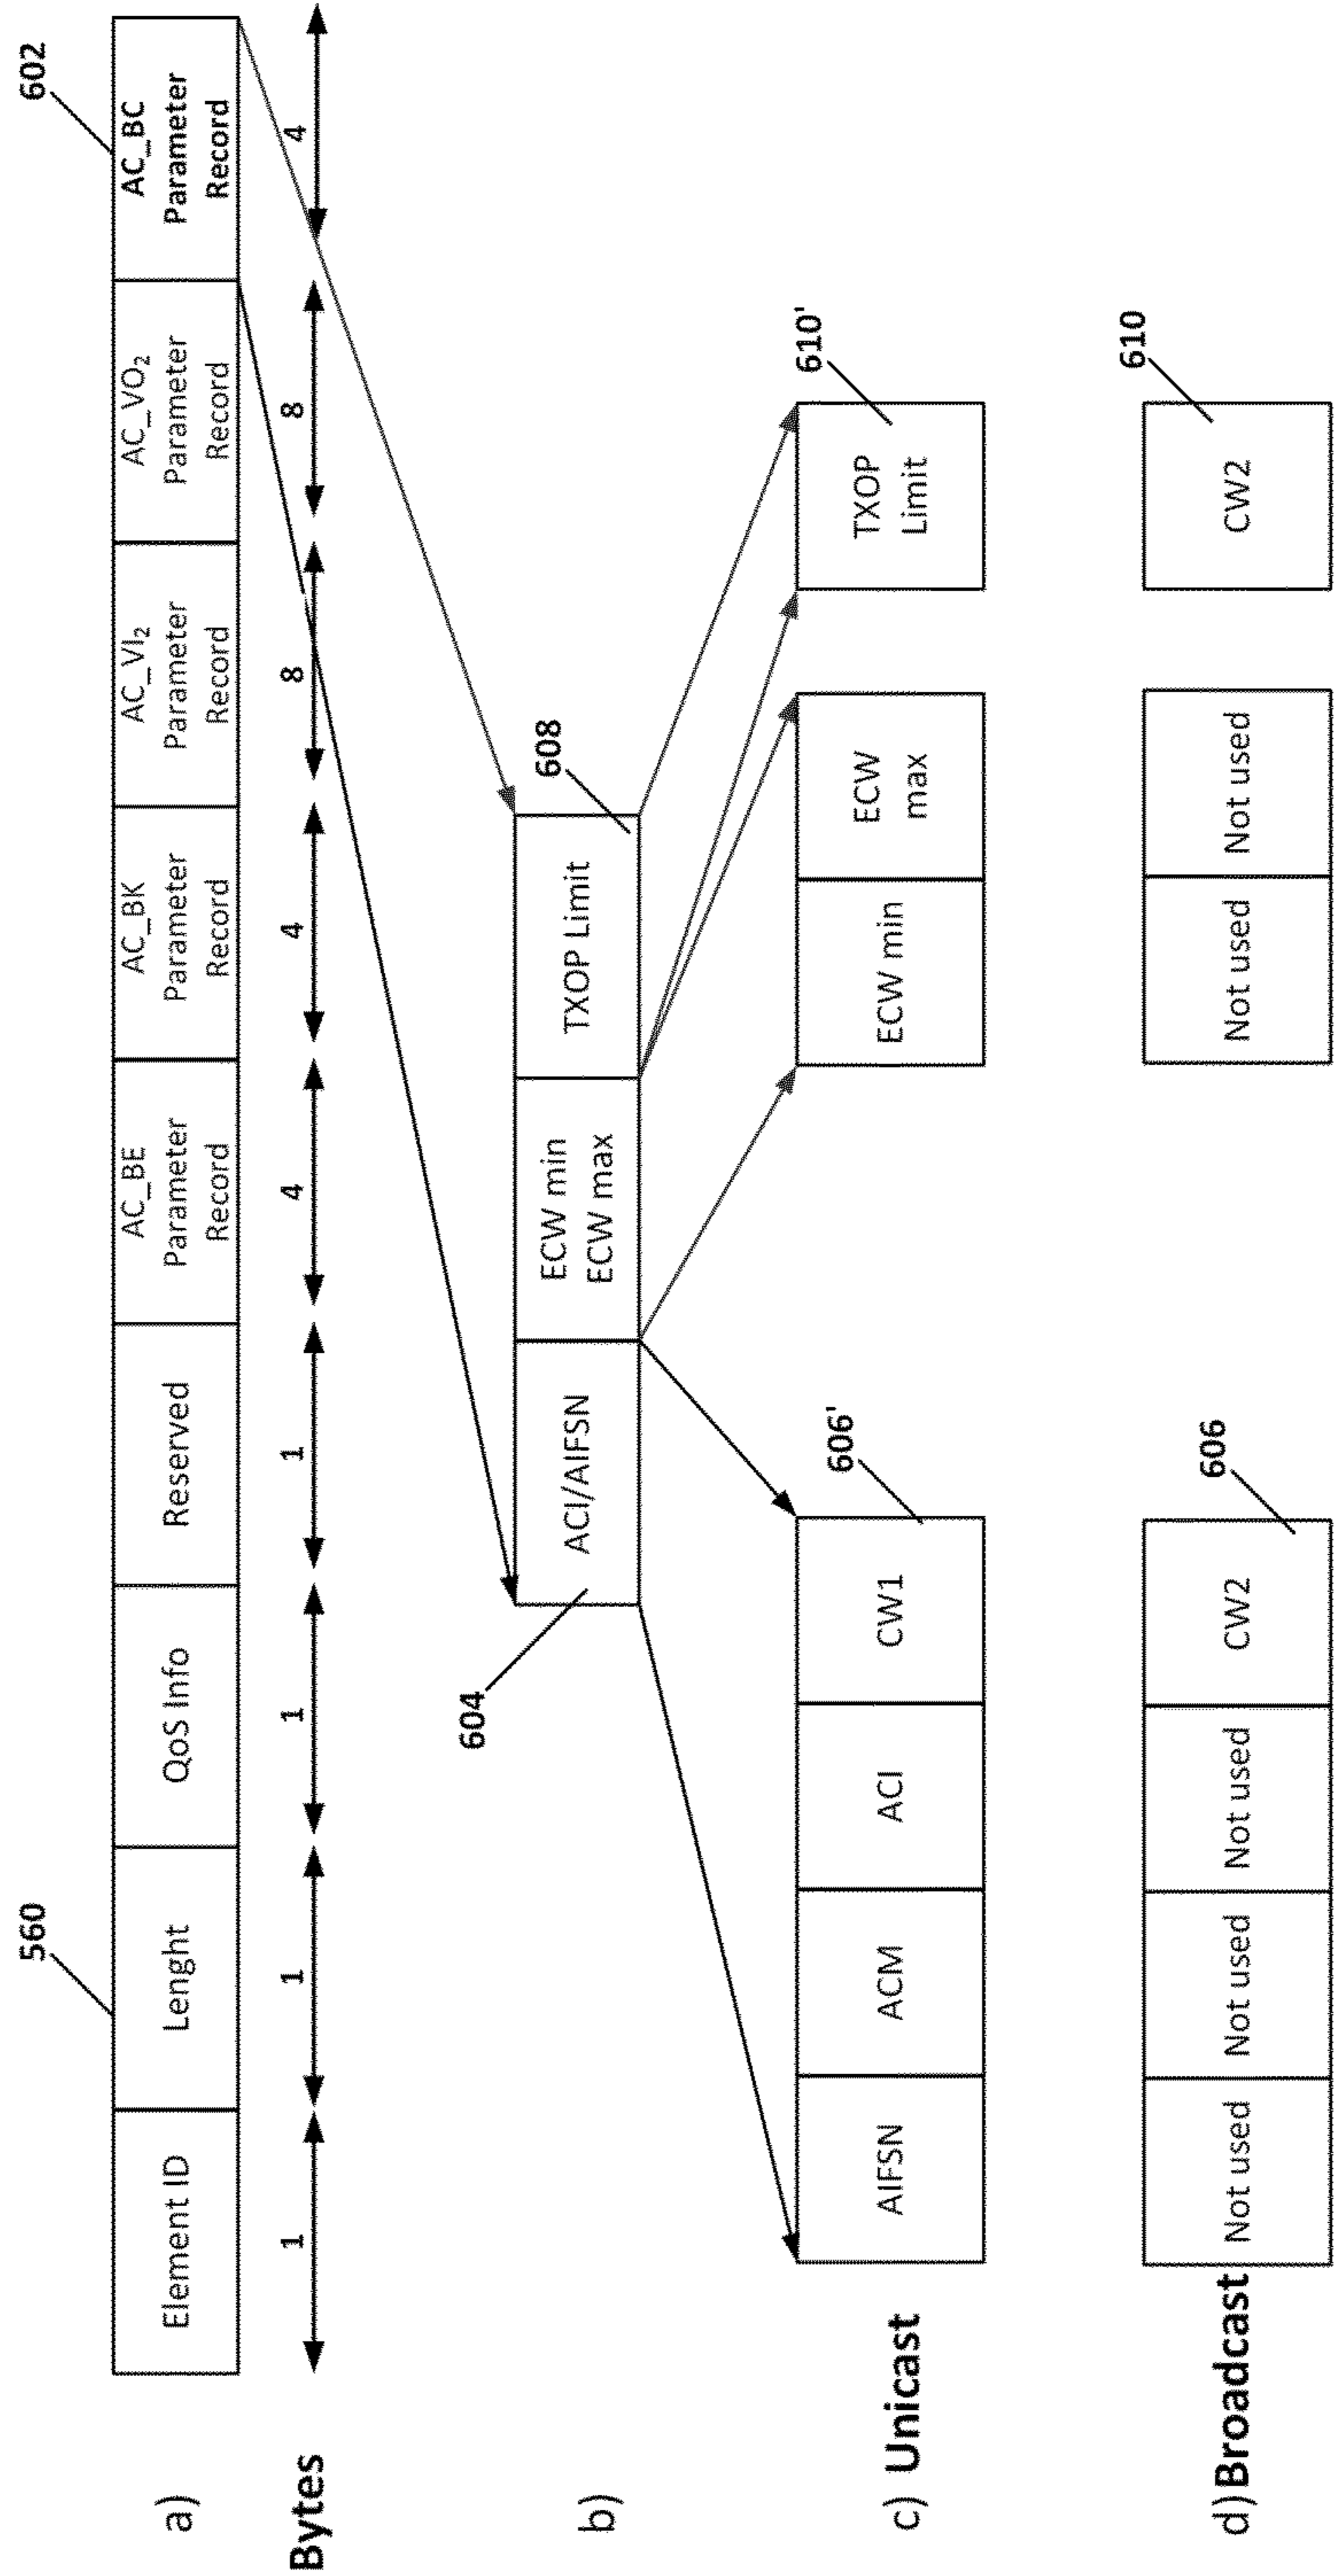 560
602
a)
Element ID
Lenght
QoS Info
Reserved
AC_BE
Parameter
Record
AC_BK
Parameter
Record
AC_VI₂
Parameter
Record
AC_VO₂
Parameter
Record
AC_BC
Parameter
Record
Bytes
1
1
1
1
4
4
8
8
4
b)
604
ACI/AIFSN
ECW min
ECW max
TXOP Limit
608
c) Unicast
AIFSN
ACM
ACI
CW1
606'
ECW min
ECW
max
TXOP
Limit
610'
d) Broadcast
Not used
Not used
Not used
CW2
606
Not used
Not used
CW2
610